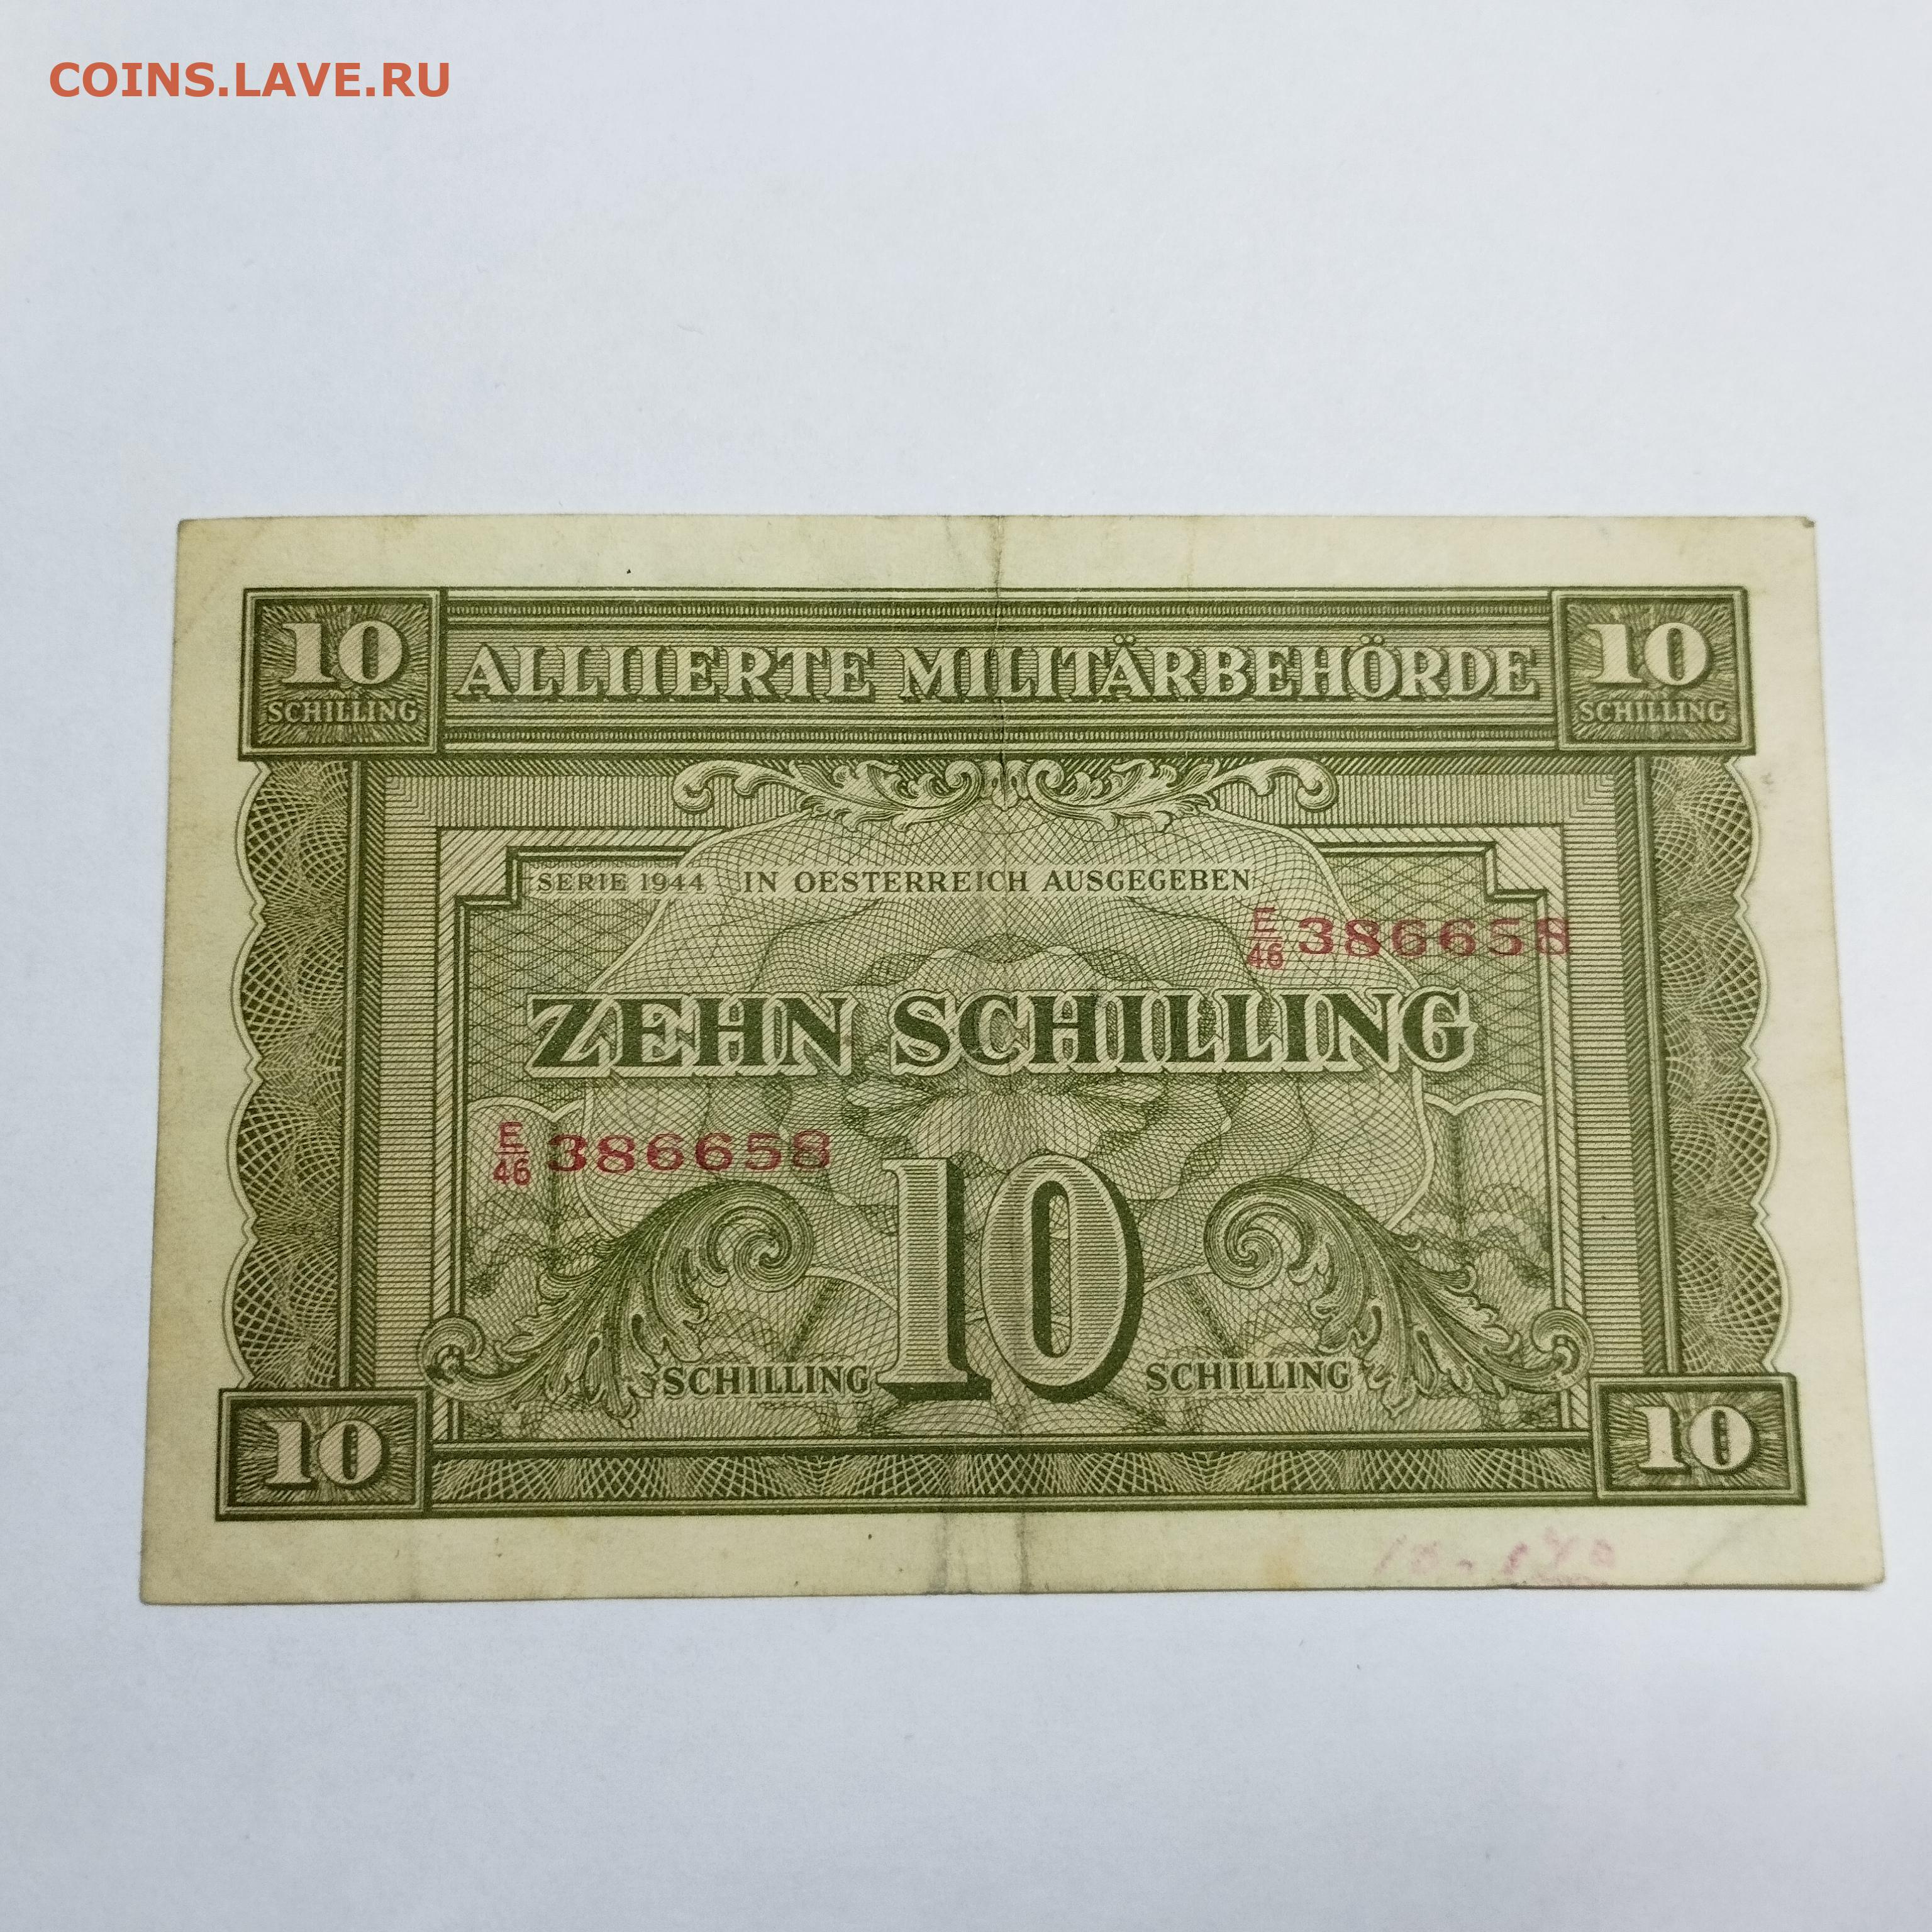 COINS.LAVE.RU
10 ALLIIERTE MILITÄRBEHÖRDE 10
SCHILLING SCHILLING
SERIE 1944 IN OESTERREICH AUSGEGEBEN
E/46 386658
ZEHN SCHILLING
E/46 386658
SCHILLING 10 SCHILLING
10 10